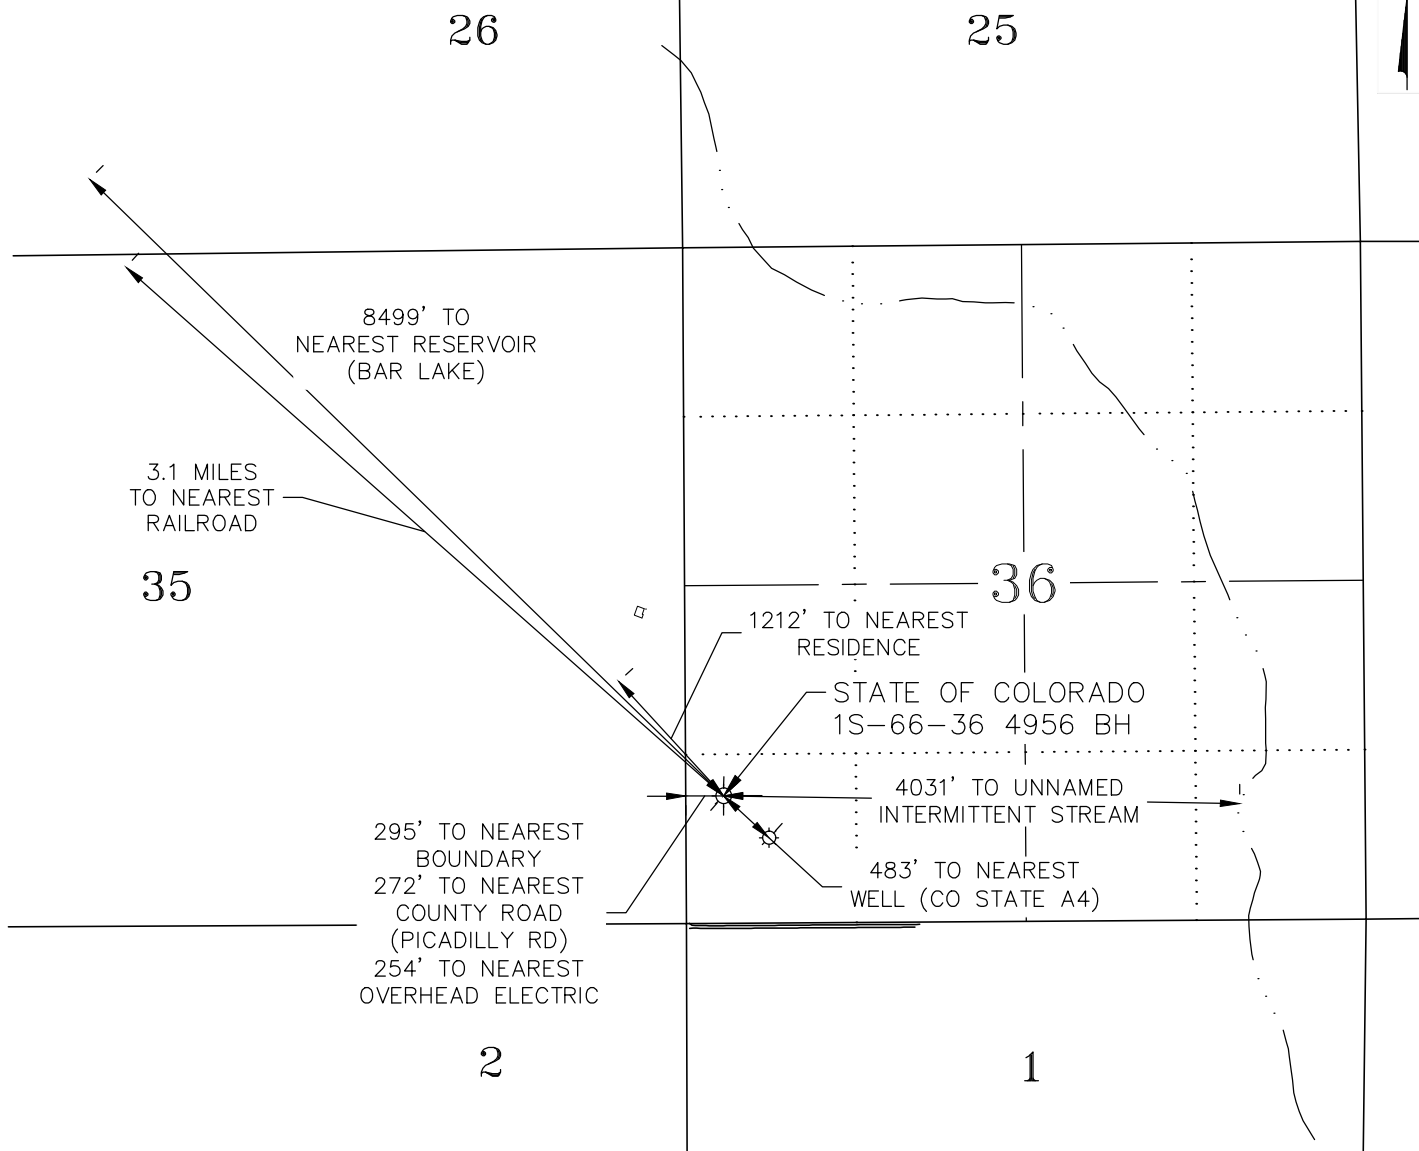 26
25
8499' TO
NEAREST RESERVOIR
(BAR LAKE)
3.1 MILES
TO NEAREST
RAILROAD
35
36
1212' TO NEAREST
RESIDENCE
STATE OF COLORADO
1S-66-36 4956 BH
4031' TO UNNAMED
INTERMITTENT STREAM
295' TO NEAREST
BOUNDARY
272' TO NEAREST
COUNTY ROAD
(PICADILLY RD)
254' TO NEAREST
OVERHEAD ELECTRIC
483' TO NEAREST
WELL (CO STATE A4)
2
1